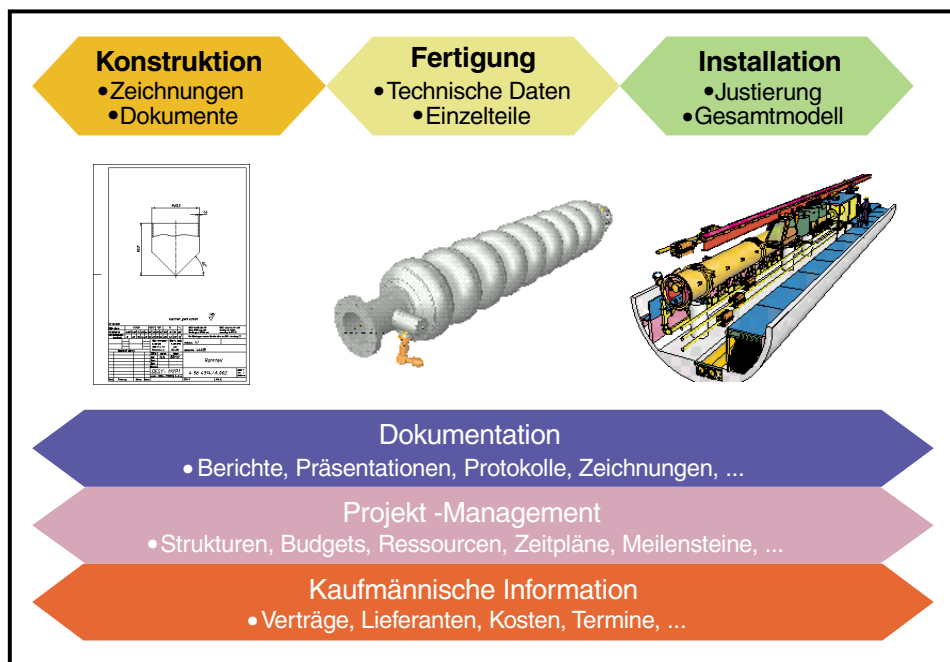 Konstruktion
•Zeichnungen
•Dokumente
Fertigung
•Technische Daten
•Einzelteile
Installation
•Justierung
•Gesamtmodell
Dokumentation
•Berichte, Präsentationen, Protokolle, Zeichnungen, ...
Projekt -Management
•Strukturen, Budgets, Ressourcen, Zeitpläne, Meilensteine, ...
Kaufmännische Information
•Verträge, Lieferanten, Kosten, Termine, ...